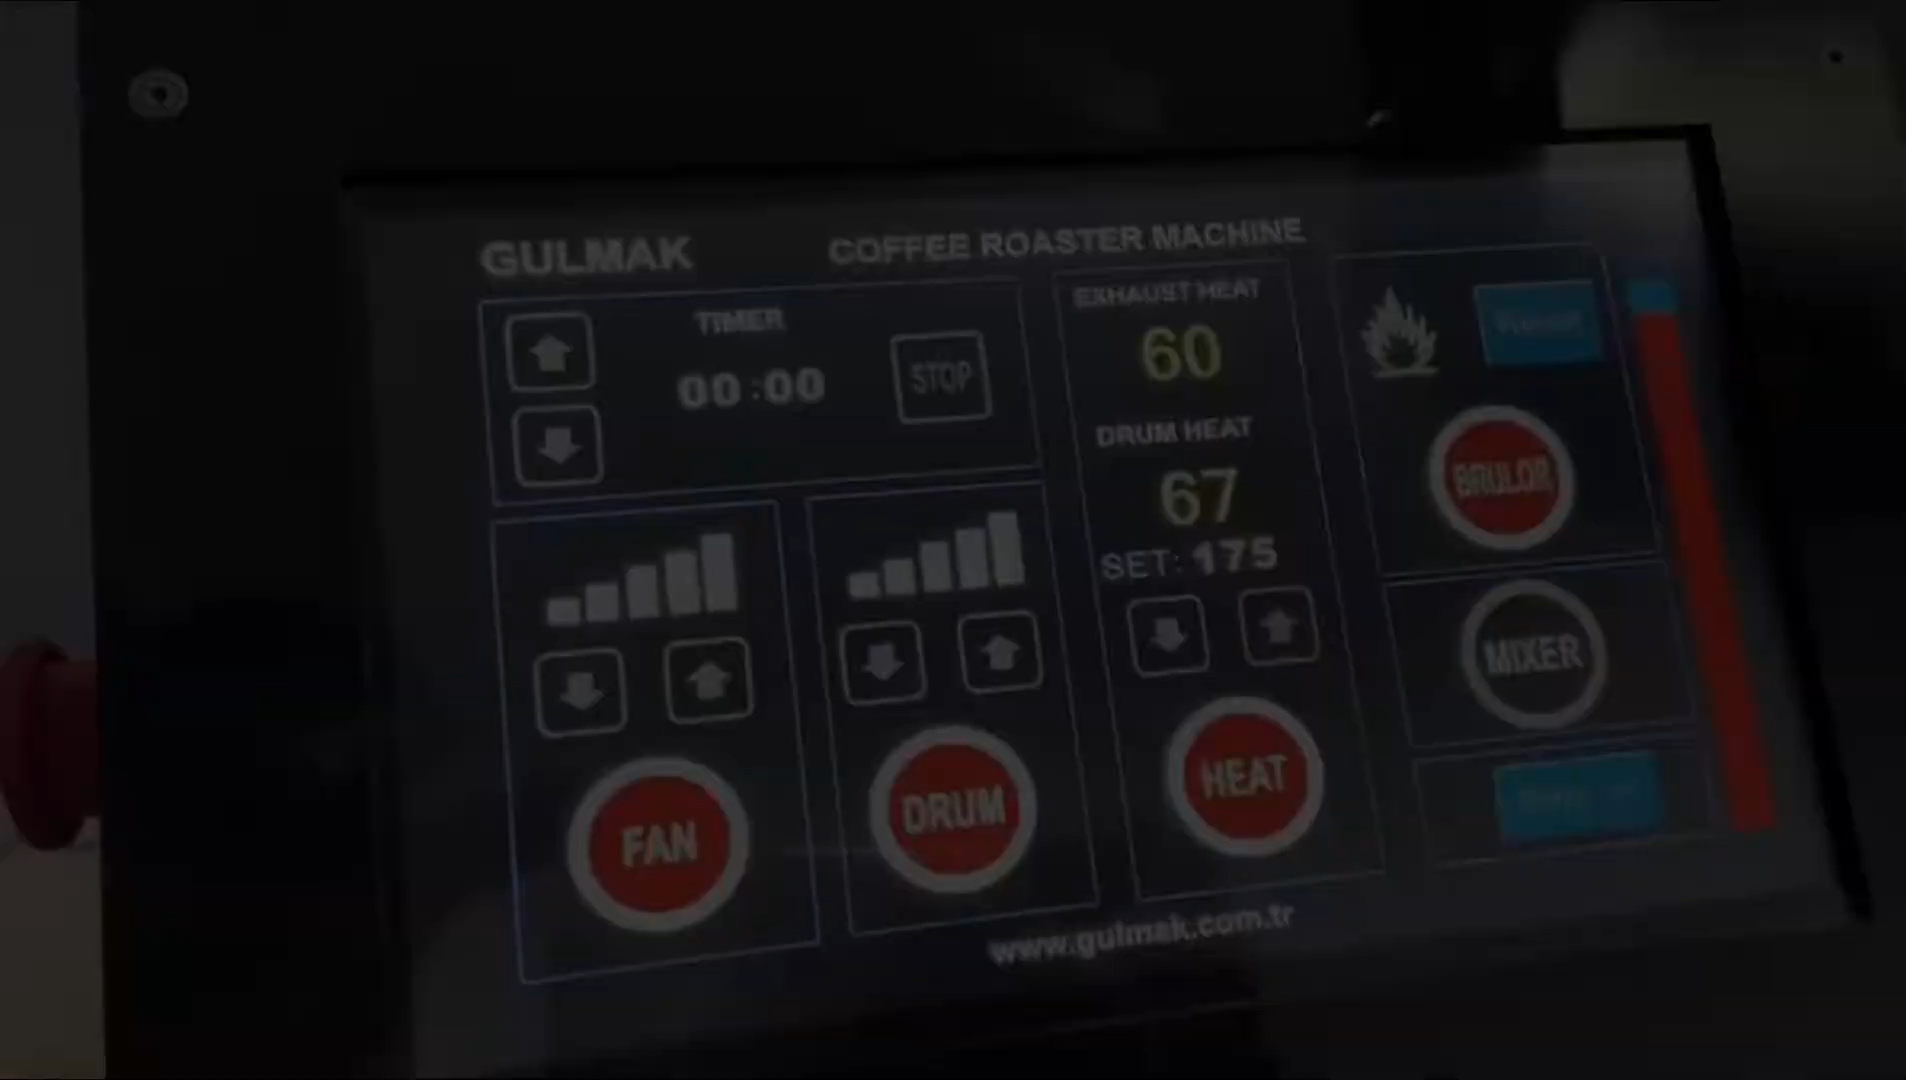 GULMAK
COFFEE ROASTER MACHINE
TIMER
00:00
STOP
EXHAUST HEAT
60
DRUM HEAT
67
SET: 175
BRULOR
MIXER
FAN
DRUM
HEAT
www.gulmak.com.tr